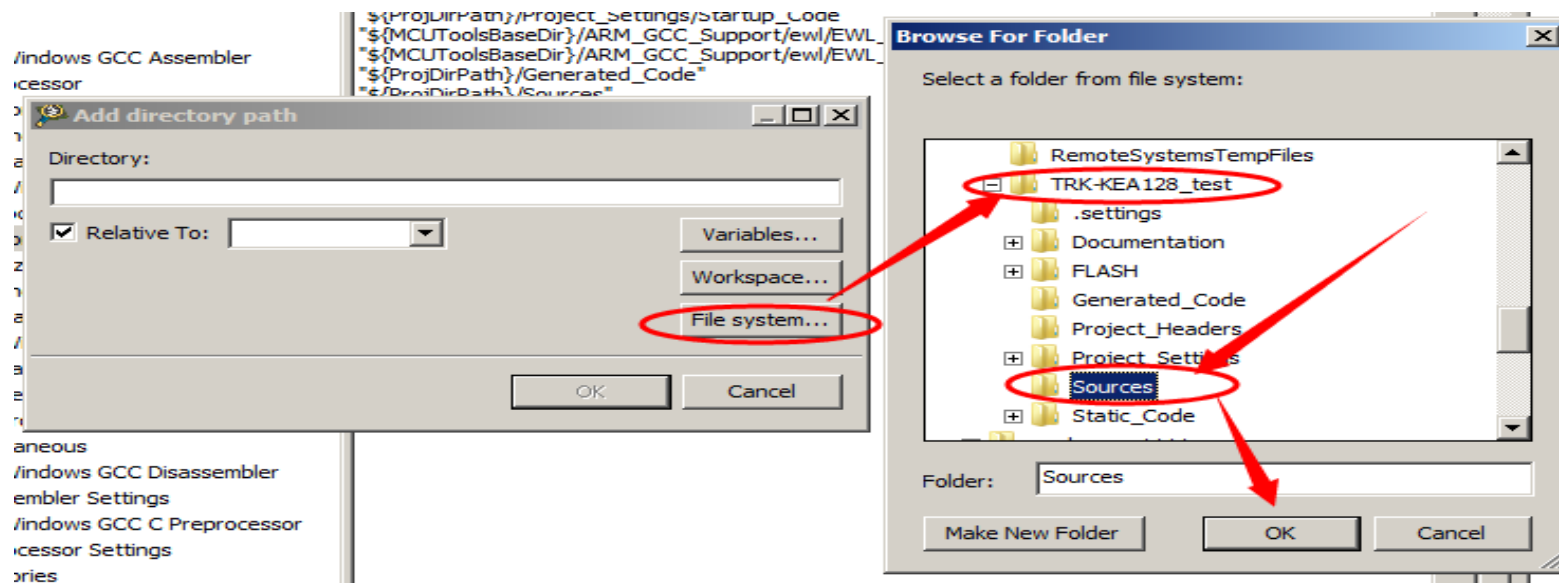 "${ProjDirPath}/Project_Settings/Startup_Code
"${MCUToolsBaseDir}/ARM_GCC_Support/ewl/EWL_
"${MCUToolsBaseDir}/ARM_GCC_Support/ewl/EWL_
"${ProjDirPath}/Generated_Code"
"${ProjDirPath}/Sources"
Windows GCC Assembler
ocessor
aneous
Windows GCC Disassembler
embler Settings
Windows GCC C Preprocessor
ocessor Settings
ories
Add directory path
Directory:
Relative To:
Variables...
Workspace...
File system...
OK
Cancel
Browse For Folder
Select a folder from file system:
RemoteSystemsTempFiles
TRK-KEA128_test
.settings
Documentation
FLASH
Generated_Code
Project_Headers
Project_Settings
Sources
Static_Code
Folder:
Sources
Make New Folder
OK
Cancel